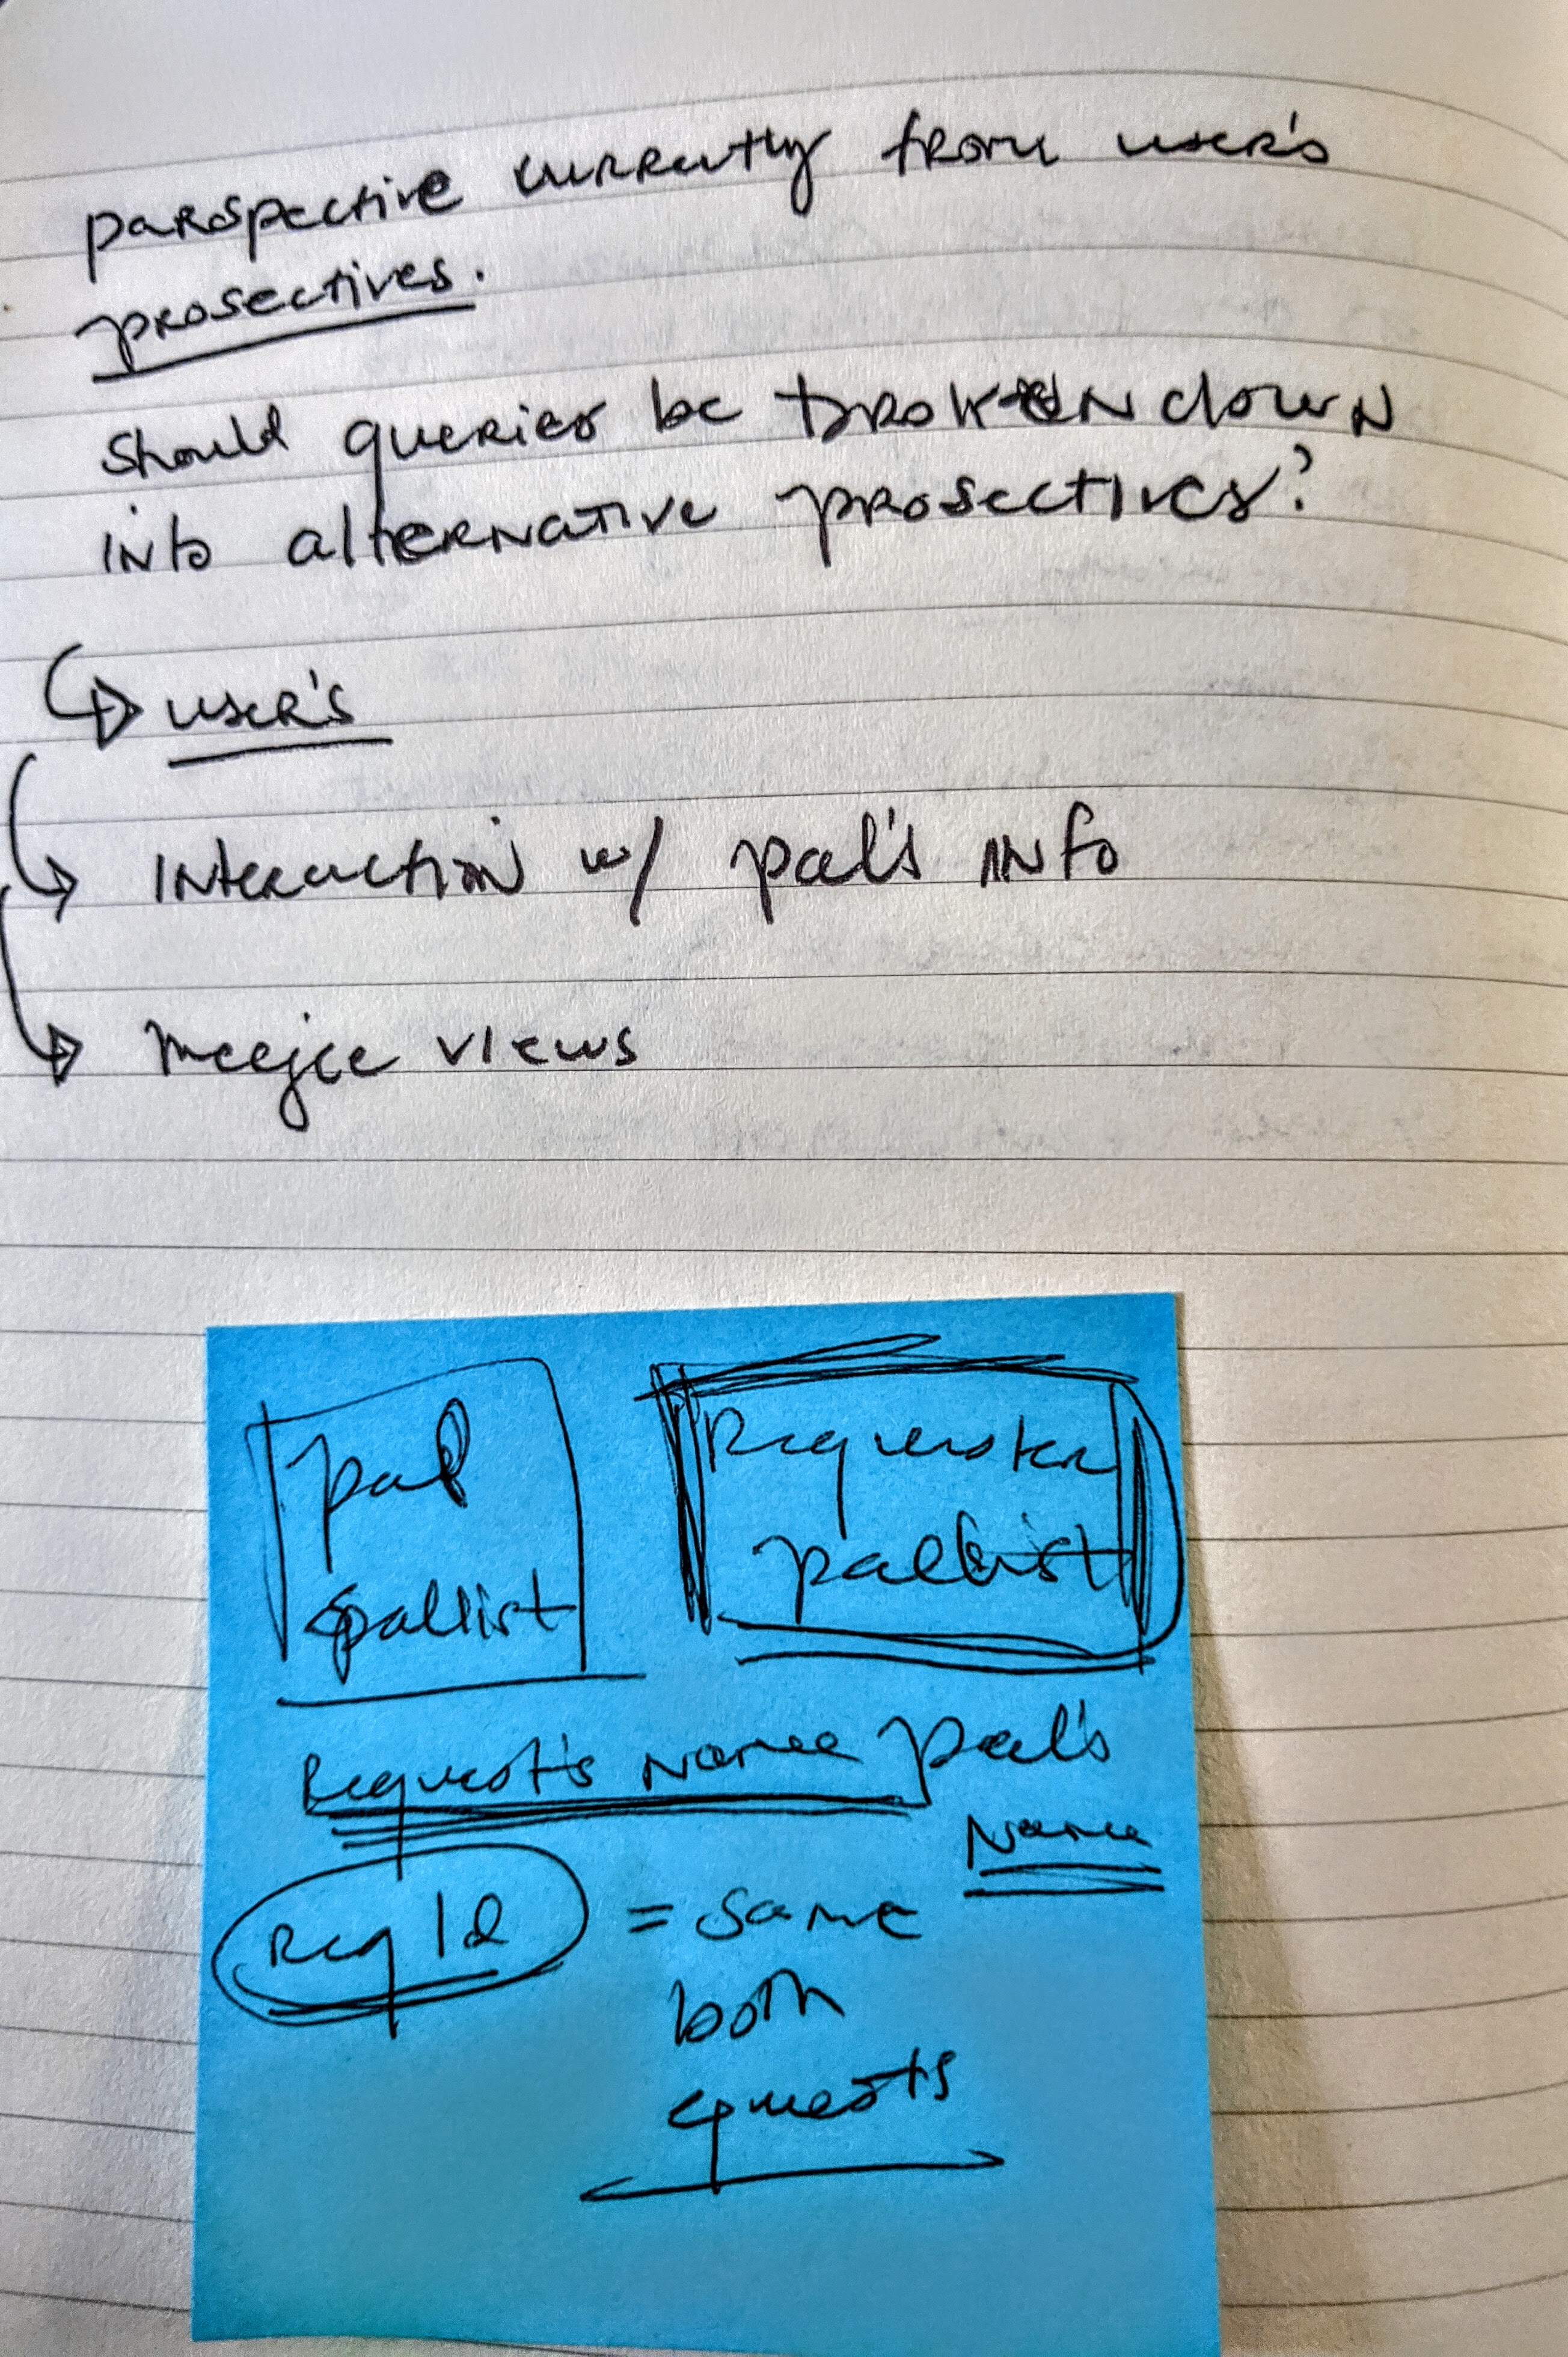 parspective currently from user's
prosectives.
should queries be broken down
into alternative prosectives?
user's
Interaction w/ pal's info
views
pal
pallist
Requester
pallist
Request's Name pal's
Name
Req Id = same
both
quests